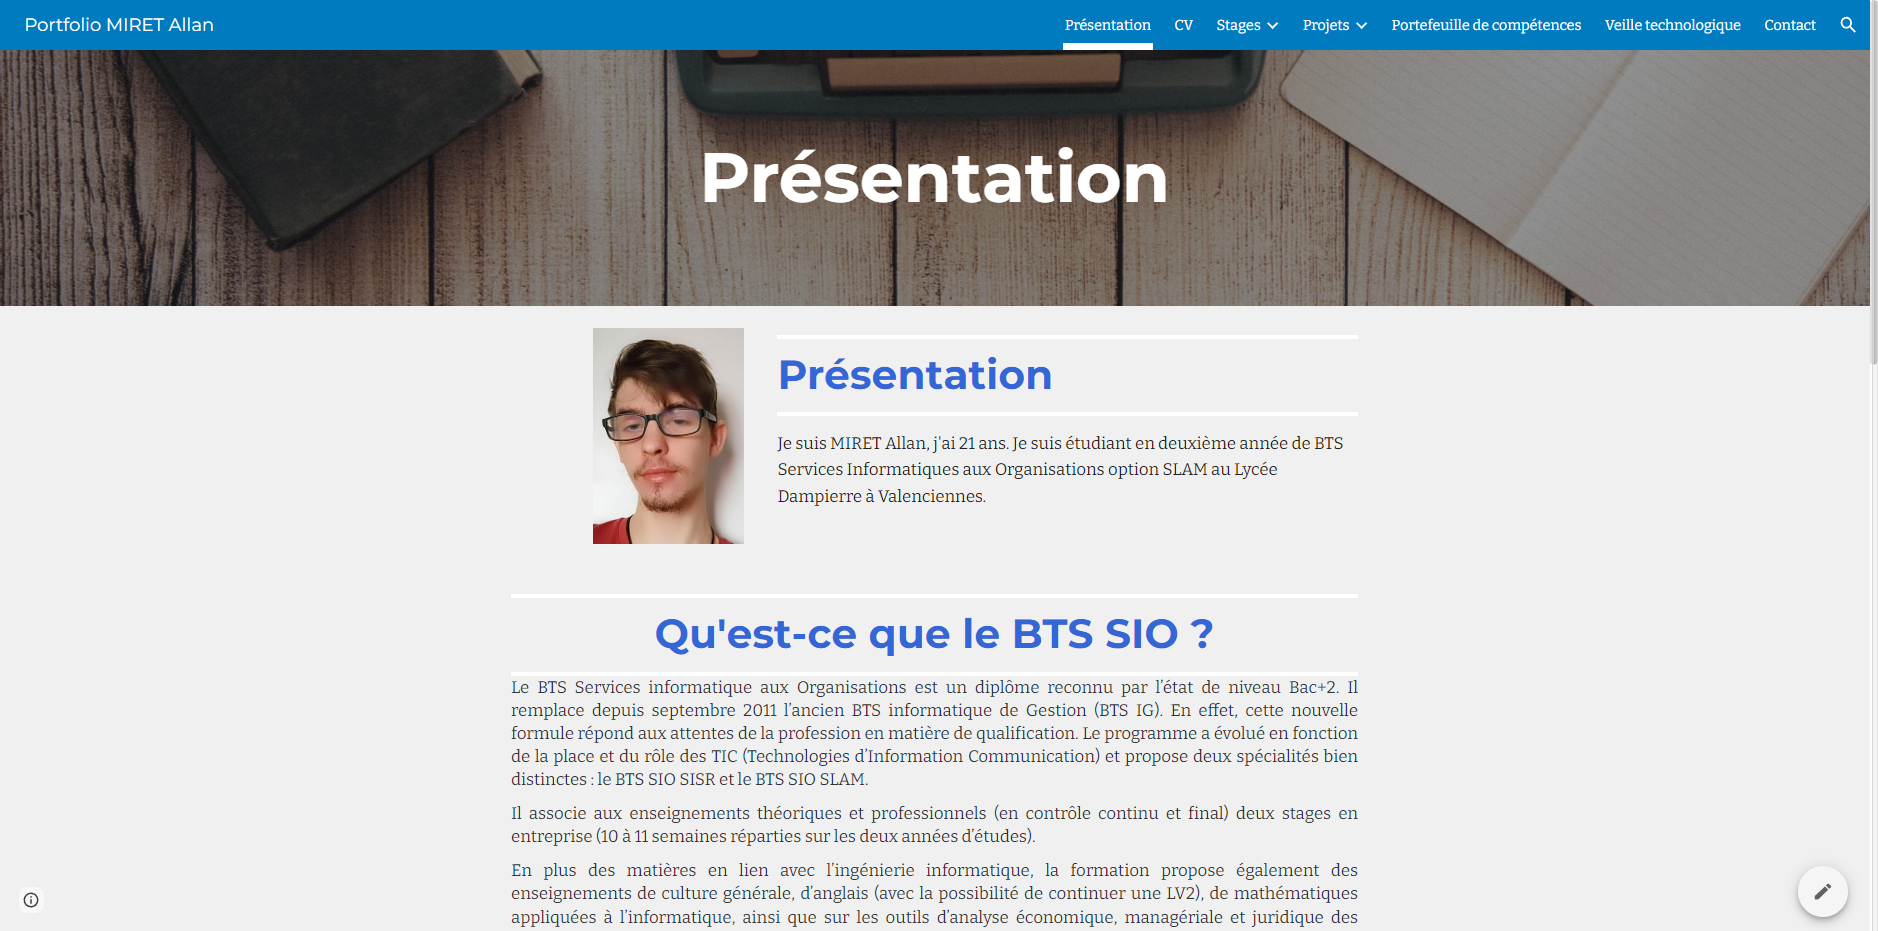 Portfolio MIRET Allan
Présentation
CV
Stages
Projets
Portefeuille de compétences
Veille technologique
Contact
Présentation
Présentation
Je suis MIRET Allan, j'ai 21 ans. Je suis étudiant en deuxième année de BTS
Services Informatiques aux Organisations option SLAM au Lycée
Dampierre à Valenciennes.
Qu'est-ce que le BTS SIO ?
Le BTS Services informatique aux Organisations est un diplôme reconnu par l’état de niveau Bac+2. Il
remplace depuis septembre 2011 l’ancien BTS informatique de Gestion (BTS IG). En effet, cette nouvelle
formule répond aux attentes de la profession en matière de qualification. Le programme a évolué en fonction
de la place et du rôle des TIC (Technologies d’Information Communication) et propose deux spécialités bien
distinctes : le BTS SIO SISR et le BTS SIO SLAM.
Il associe aux enseignements théoriques et professionnels (en contrôle continu et final) deux stages en
entreprise (10 à 11 semaines réparties sur les deux années d’études).
En plus des matières en lien avec l’ingénierie informatique, la formation propose également des
enseignements de culture générale, d’anglais (avec la possibilité de continuer une LV2), de mathématiques
appliquées à l’informatique, ainsi que sur les outils d’analyse économique, managériale et juridique des